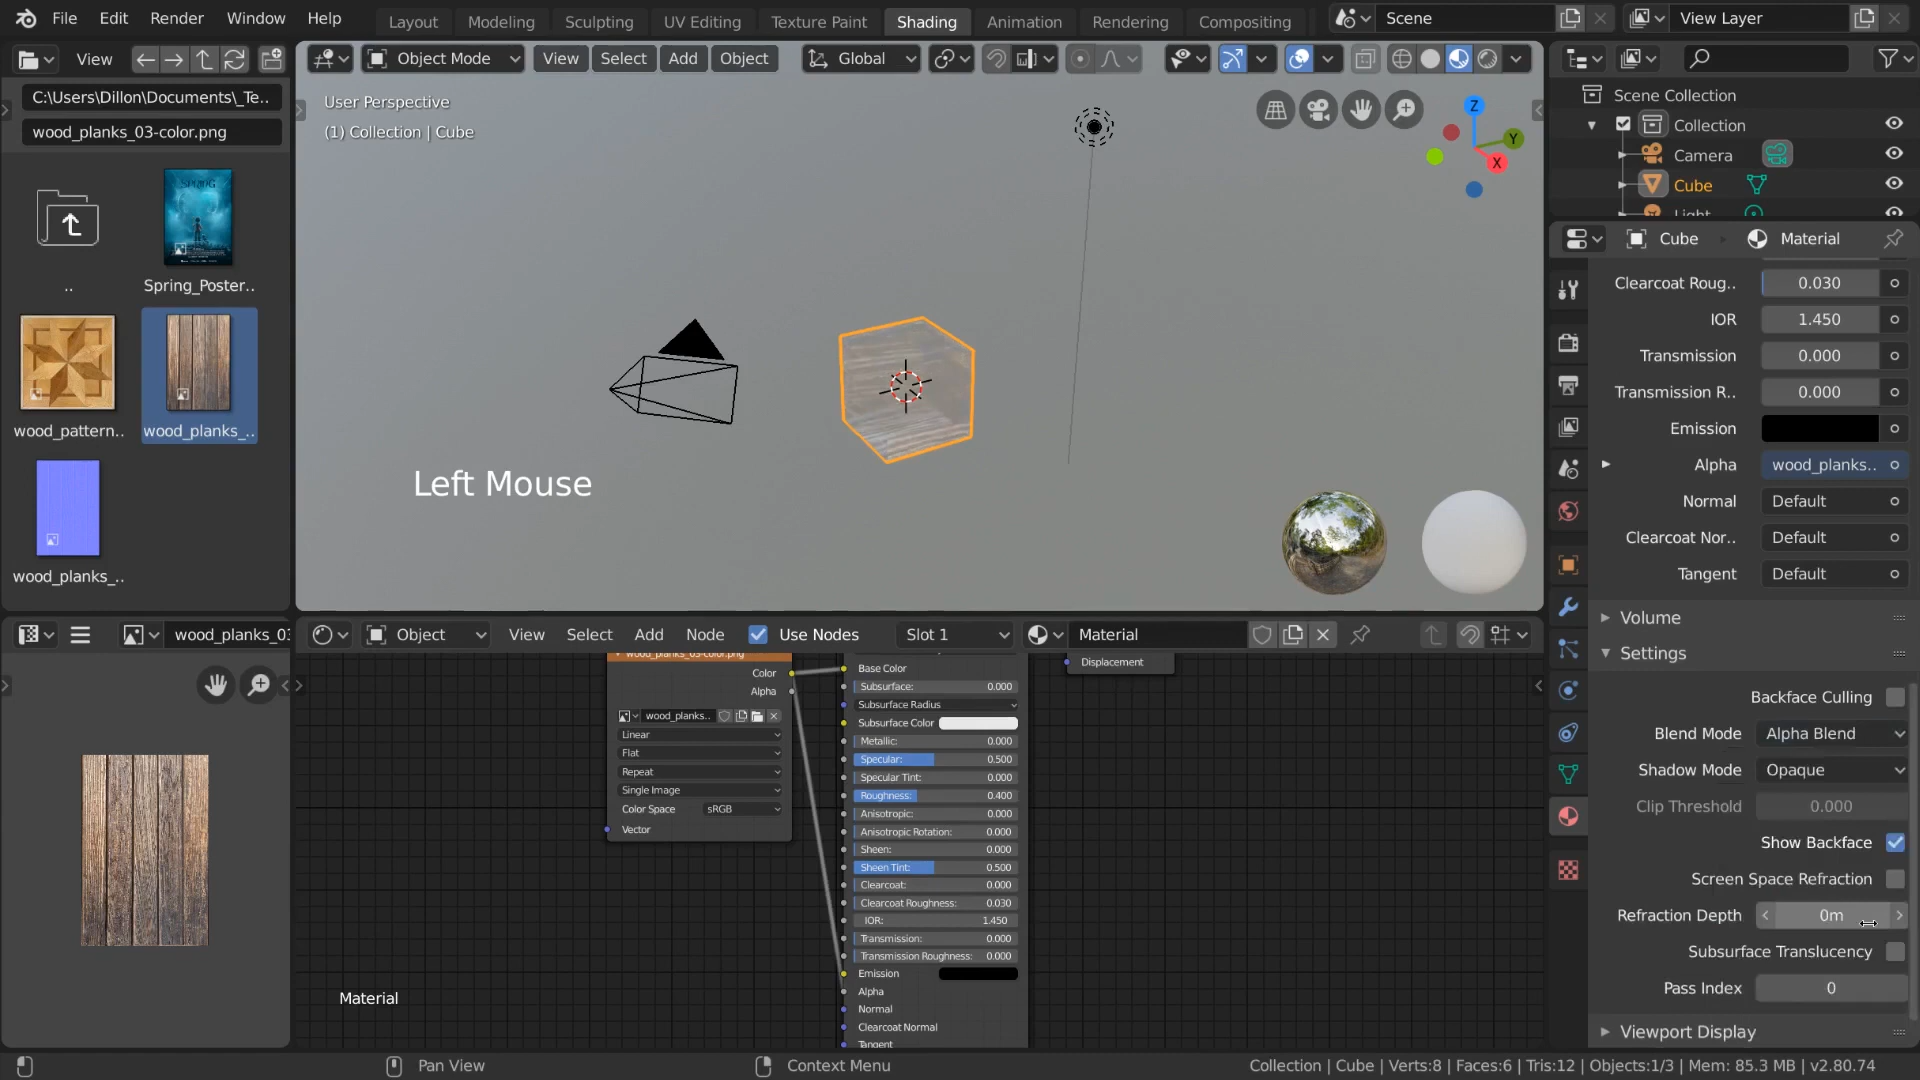 File Edit Render Window Help Layout Modeling Sculpting UV Editing Texture Paint Shading Animation Rendering Compositing Scene View Layer
View Object Mode View Select Add Object Global
C:\Users\Dillon\Documents\_Te..
wood_planks_03-color.png
..
Spring_Poster..
wood_pattern..
wood_planks_..
wood_planks_..
User Perspective
(1) Collection | Cube
Z
Y
X
Left Mouse
Scene Collection
Collection
Camera
Cube
Light
Cube Material
Clearcoat Roug.. 0.030
IOR 1.450
Transmission 0.000
Transmission R.. 0.000
Emission
Alpha wood_planks..
Normal Default
Clearcoat Nor.. Default
Tangent Default
Volume
Settings
Backface Culling
Blend Mode Alpha Blend
Shadow Mode Opaque
Clip Threshold 0.000
Show Backface
Screen Space Refraction
Refraction Depth 0m
Subsurface Translucency
Pass Index 0
Viewport Display
wood_planks_03
Object View Select Add Node Use Nodes Slot 1 Material
wood_planks_03-color.png
Color
Alpha
wood_planks..
Linear
Flat
Repeat
Single Image
Color Space sRGB
Vector
Base Color
Subsurface: 0.000
Subsurface Radius
Subsurface Color
Metallic: 0.000
Specular: 0.500
Specular Tint: 0.000
Roughness: 0.400
Anisotropic: 0.000
Anisotropic Rotation: 0.000
Sheen: 0.000
Sheen Tint: 0.500
Clearcoat: 0.000
Clearcoat Roughness: 0.030
IOR: 1.450
Transmission: 0.000
Transmission Roughness: 0.000
Emission
Alpha
Normal
Clearcoat Normal
Tangent
Displacement
Material
Pan View Context Menu Collection | Cube | Verts:8 | Faces:6 | Tris:12 | Objects:1/3 | Mem: 85.3 MB | v2.80.74